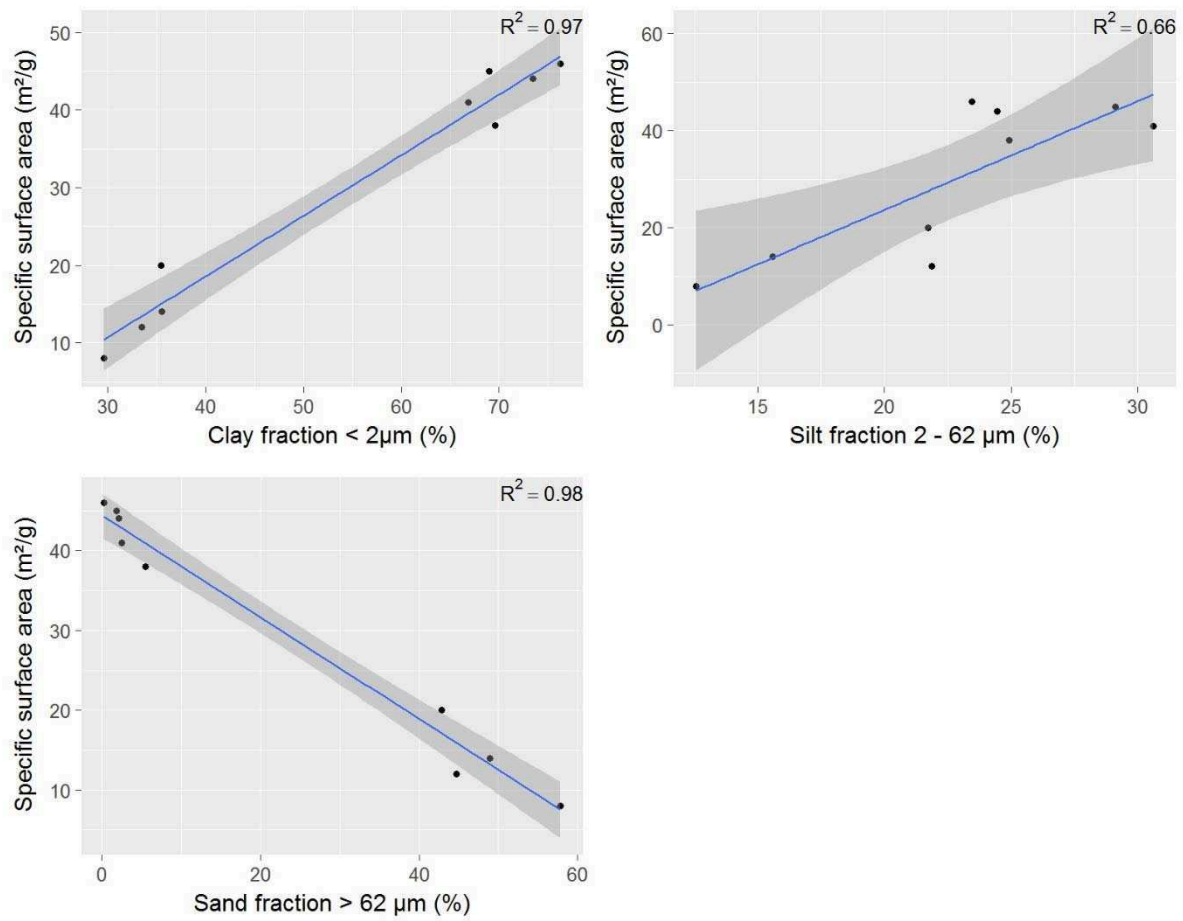 R² = 0.97
Specific surface area (m²/g)
50
40
30
20
10
30 40 50 60 70
Clay fraction < 2µm (%)
R² = 0.66
Specific surface area (m²/g)
60
40
20
0
15 20 25 30
Silt fraction 2 - 62 µm (%)
R² = 0.98
Specific surface area (m²/g)
40
30
20
10
0 20 40 60
Sand fraction > 62 µm (%)